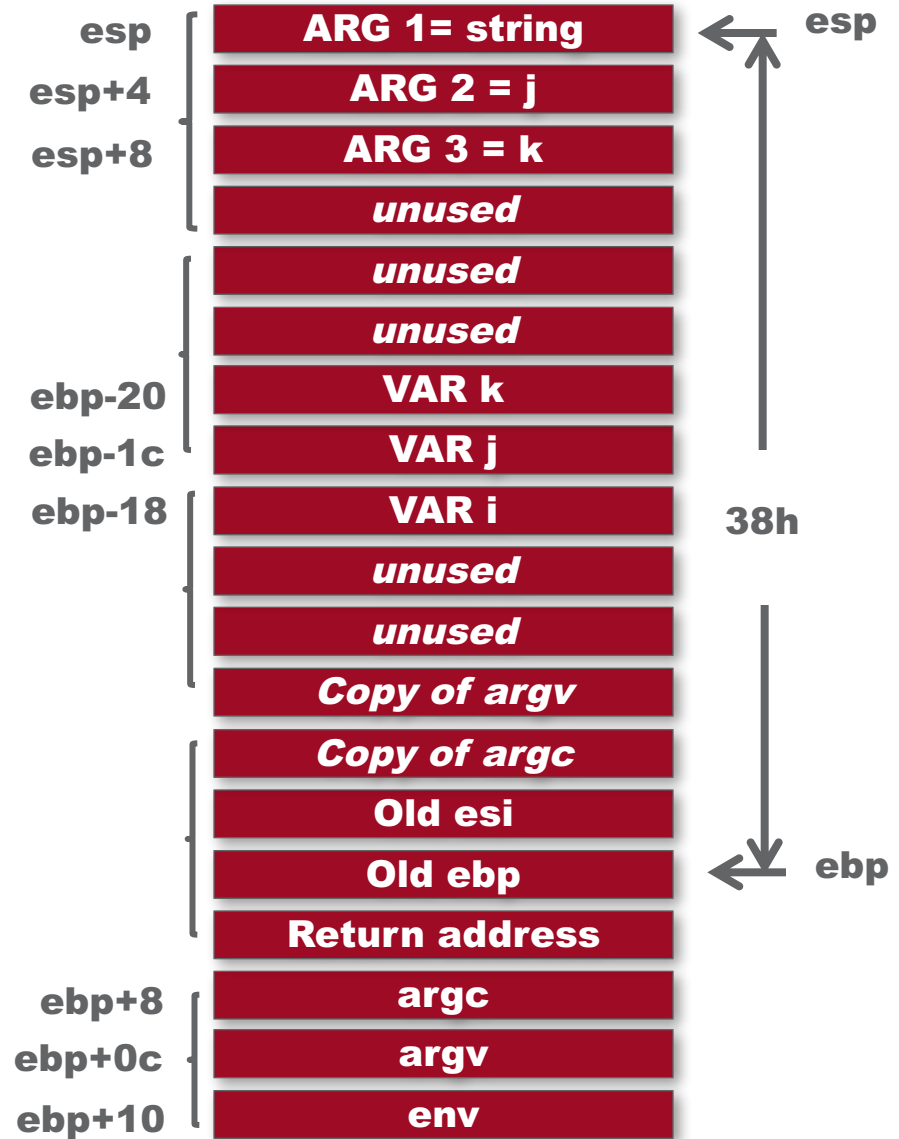 esp ARG 1= string esp
esp+4 ARG 2 = j
esp+8 ARG 3 = k
unused
unused
unused
ebp-20 VAR k
ebp-1c VAR j
ebp-18 VAR i 38h
unused
unused
Copy of argv
Copy of argc
Old esi
Old ebp ebp
Return address
ebp+8 argc
ebp+0c argv
ebp+10 env